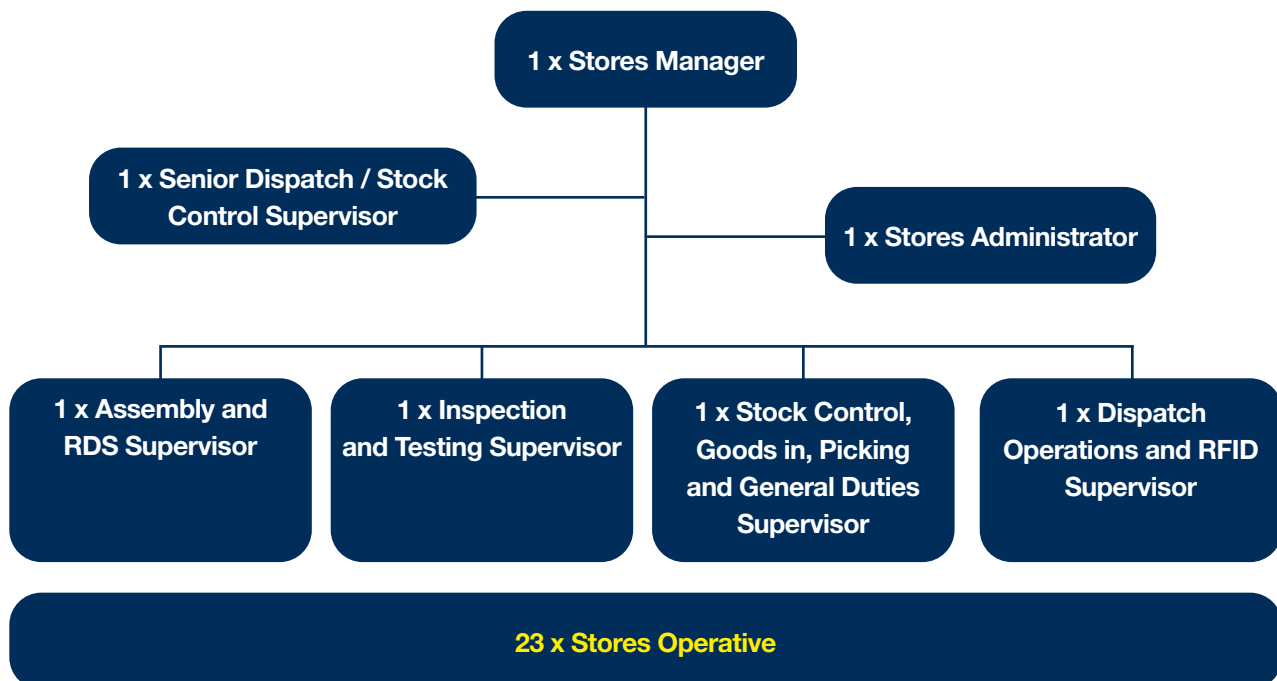 1 x Stores Manager
1 x Senior Dispatch / Stock
Control Supervisor
1 x Stores Administrator
1 x Assembly and
RDS Supervisor
1 x Inspection
and Testing Supervisor
1 x Stock Control,
Goods in, Picking
and General Duties
Supervisor
1 x Dispatch
Operations and RFID
Supervisor
23 x Stores Operative